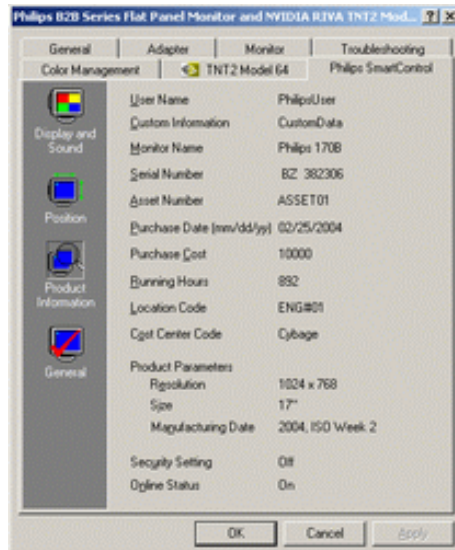 Philips B2B Series Flat Panel Monitor and NVIDIA RIVA TNT2 Mod...
General Adapter Monitor Troubleshooting
Color Management TNT2 Model 64 Philips SmartControl
Display and Sound
Position
Product Information
General
User Name PhilipsUser
Custom Information CustomData
Monitor Name Philips 170B
Serial Number BZ 382306
Asset Number ASSET01
Purchase Date (mm/dd/yy) 02/25/2004
Purchase Cost 10000
Running Hours 892
Location Code ENG#01
Cost Center Code Cybage
Product Parameters
Resolution 1024 x 768
Size 17"
Manufacturing Date 2004, ISO Week 2
Security Setting Off
Online Status On
OK Cancel Apply